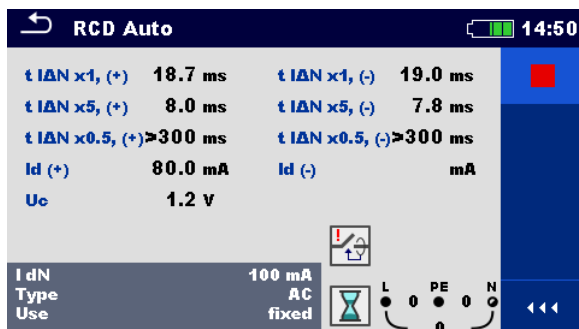 RCD Auto 14:50
t IΔN x1, (+) 18.7 ms t IΔN x1, (-) 19.0 ms
t IΔN x5, (+) 8.0 ms t IΔN x5, (-) 7.8 ms
t IΔN x0.5, (+)>300 ms t IΔN x0.5, (-)>300 ms
Id (+) 80.0 mA Id (-) mA
Uc 1.2 V
I dN 100 mA
Type AC
Use fixed
L PE N
0 0
0